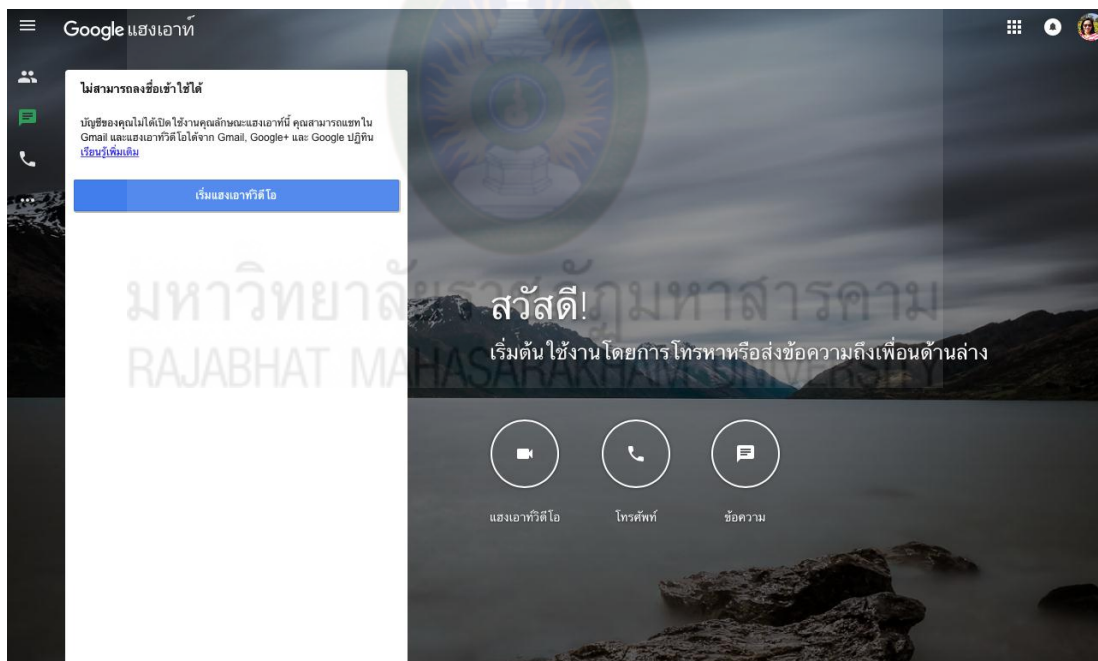 Google แฮงเอาท์
ไม่สามารถลงชื่อเข้าใช้ได้
บัญชีของคุณไม่ได้เปิดใช้งานคุณลักษณะแฮงเอาท์นี้ คุณสามารถแชทใน
Gmail และแฮงเอาท์วิดีโอได้จาก Gmail, Google+ และ Google ปฏิทิน
เรียนรู้เพิ่มเติม
เริ่มแฮงเอาท์วิดีโอ
มหาวิทยาลัยราชภัฏมหาสารคาม
RAJABHAT MAHASARAKHAM UNIVERSITY
สวัสดี!
เริ่มต้นใช้งานโดยการโทรหาหรือส่งข้อความถึงเพื่อนด้านล่าง
แฮงเอาท์วิดีโอ
โทรศัพท์
ข้อความ